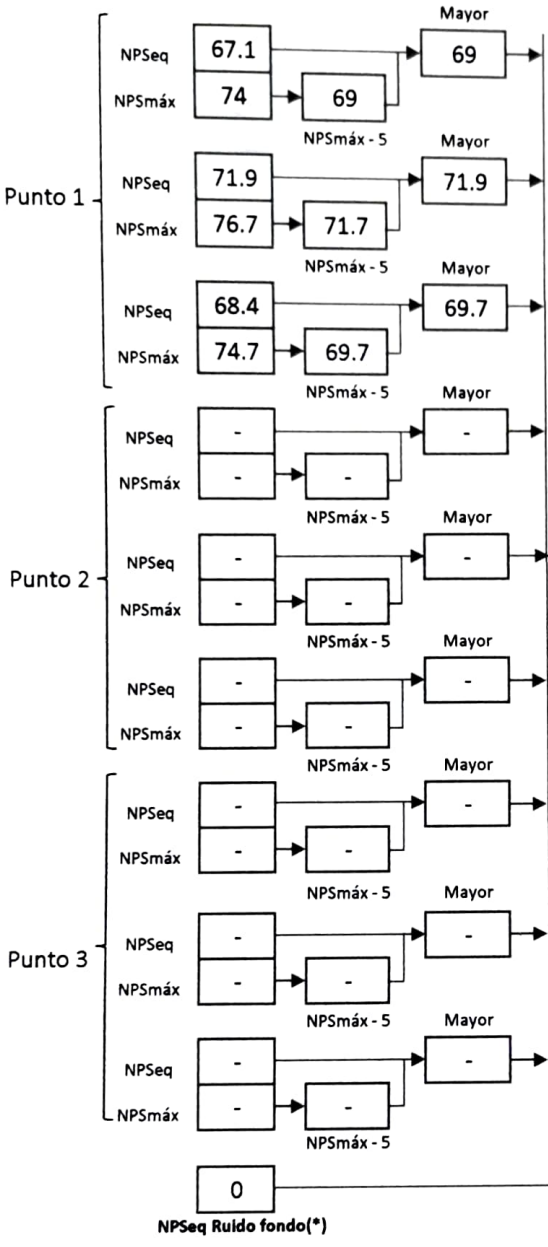 Mayor
NPSeq 67.1 69
NPSmáx 74 69
NPSmáx - 5
Mayor
Punto 1
NPSeq 71.9 71.9
NPSmáx 76.7 71.7
NPSmáx - 5
Mayor
NPSeq 68.4 69.7
NPSmáx 74.7 69.7
NPSmáx - 5
Mayor
NPSeq - -
NPSmáx - -
NPSmáx - 5
Mayor
Punto 2
NPSeq - -
NPSmáx - -
NPSmáx - 5
Mayor
NPSeq - -
NPSmáx - -
NPSmáx - 5
Mayor
NPSeq - -
NPSmáx - -
NPSmáx - 5
Mayor
Punto 3
NPSeq - -
NPSmáx - -
NPSmáx - 5
Mayor
NPSeq - -
NPSmáx - -
NPSmáx - 5
0
NPSeq Ruido fondo(*)